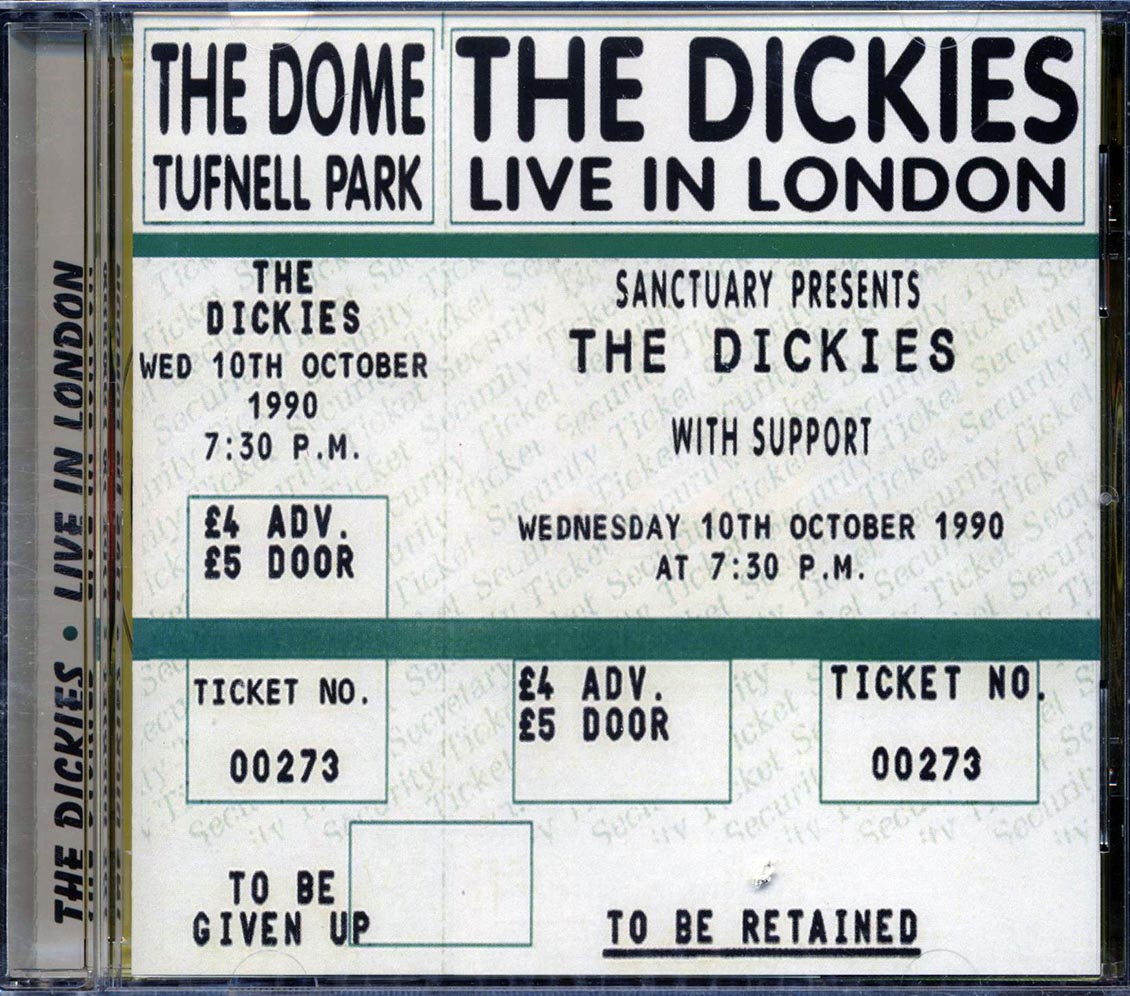 THE DICKIES • LIVE IN LONDON
THE DOME
TUFNELL PARK
THE DICKIES
LIVE IN LONDON
THE
DICKIES
WED 10TH OCTOBER
1990
7:30 P.M.
£4 ADV.
£5 DOOR
SANCTUARY PRESENTS
THE DICKIES
WITH SUPPORT
WEDNESDAY 10TH OCTOBER 1990
AT 7:30 P.M.
TICKET NO.
00273
£4 ADV.
£5 DOOR
TICKET NO.
00273
TO BE
GIVEN UP
TO BE RETAINED